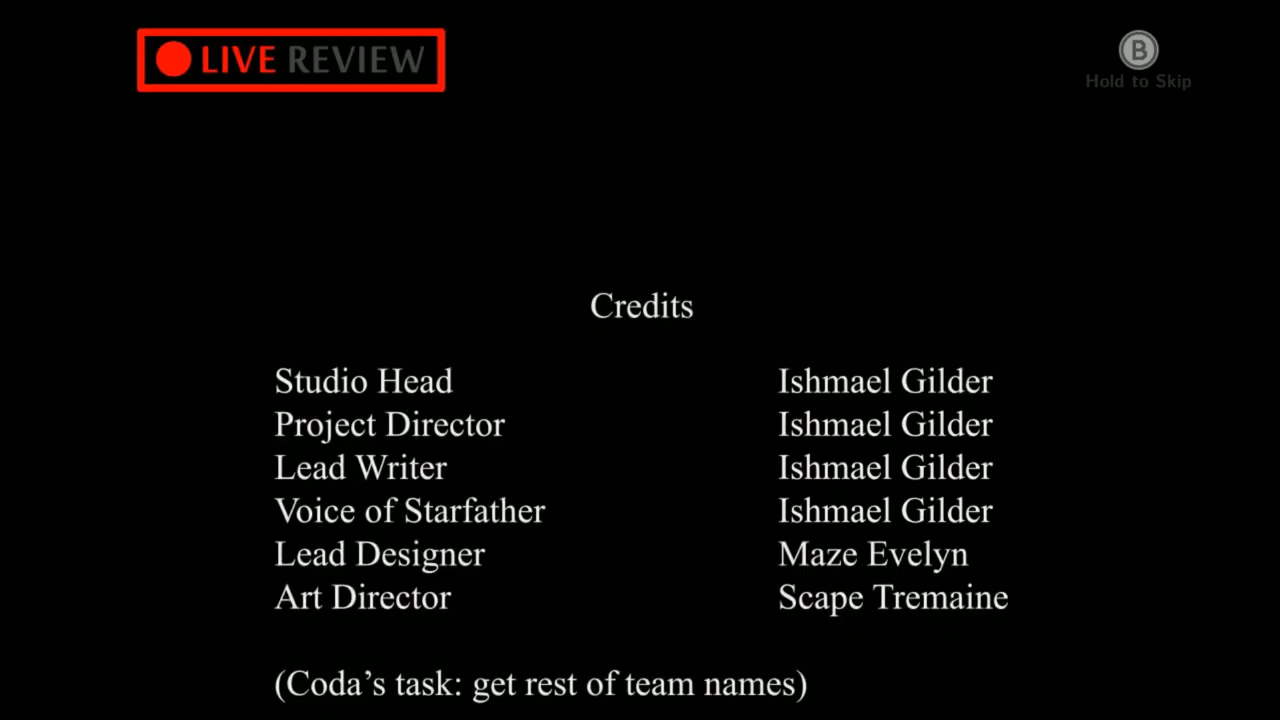 LIVE REVIEW
B
Hold to Skip
Credits
Studio Head Ishmael Gilder
Project Director Ishmael Gilder
Lead Writer Ishmael Gilder
Voice of Starfather Ishmael Gilder
Lead Designer Maze Evelyn
Art Director Scape Tremaine
(Coda’s task: get rest of team names)